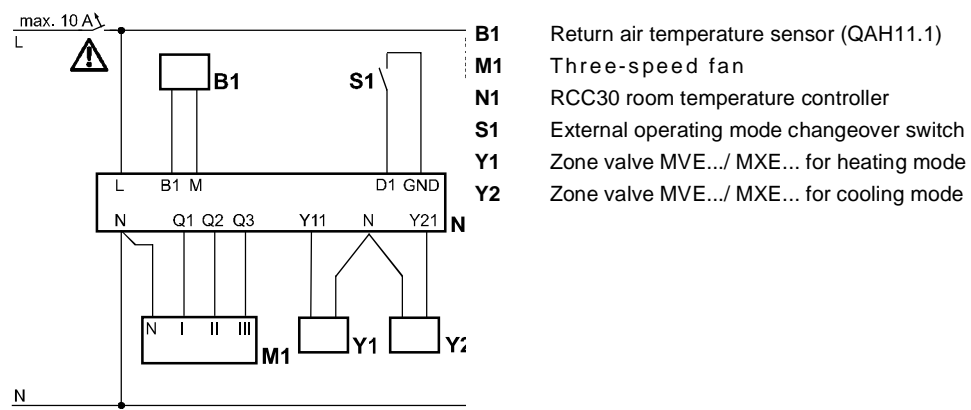 max. 10 A
L
B1
S1
L B1 M D1 GND
N Q1 Q2 Q3 Y11 N Y21
N
N I II III
M1
Y1
Y2
N
B1 Return air temperature sensor (QAH11.1)
M1 Three-speed fan
N1 RCC30 room temperature controller
S1 External operating mode changeover switch
Y1 Zone valve MVE.../ MXE... for heating mode
Y2 Zone valve MVE.../ MXE... for cooling mode